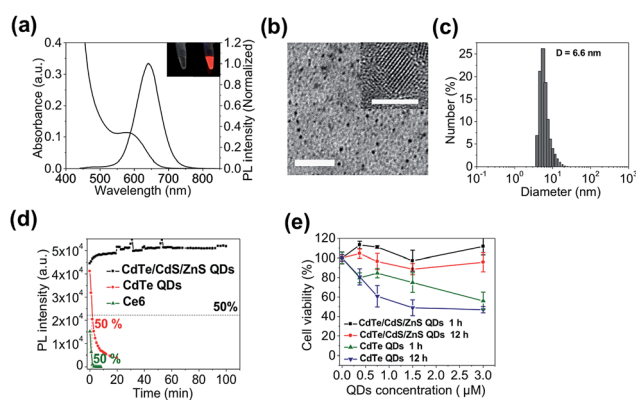 (a)
0.4
0.3
0.2
0.1
0.0
Absorbance (a.u.)
1.2
1.0
0.8
0.6
0.4
0.2
0.0
PL intensity (Normalized)
400 500 600 700 800
Wavelength (nm)
(b)
(c)
D = 6.6 nm
25
20
15
10
5
0
Number (%)
10-1 100 101 102 103
Diameter (nm)
(d)
5x104
4x104
3x104
2x104
1x104
0
PL intensity (a.u.)
CdTe/CdS/ZnS QDs
CdTe QDs
Ce6
50%
50 %
50 %
0 20 40 60 80 100
Time (min)
(e)
120
100
80
60
40
20
0
Cell viability (%)
CdTe/CdS/ZnS QDs 1 h
CdTe/CdS/ZnS QDs 12 h
CdTe QDs 1 h
CdTe QDs 12 h
0.0 0.5 1.0 1.5 2.0 2.5 3.0
QDs concentration ( µM)